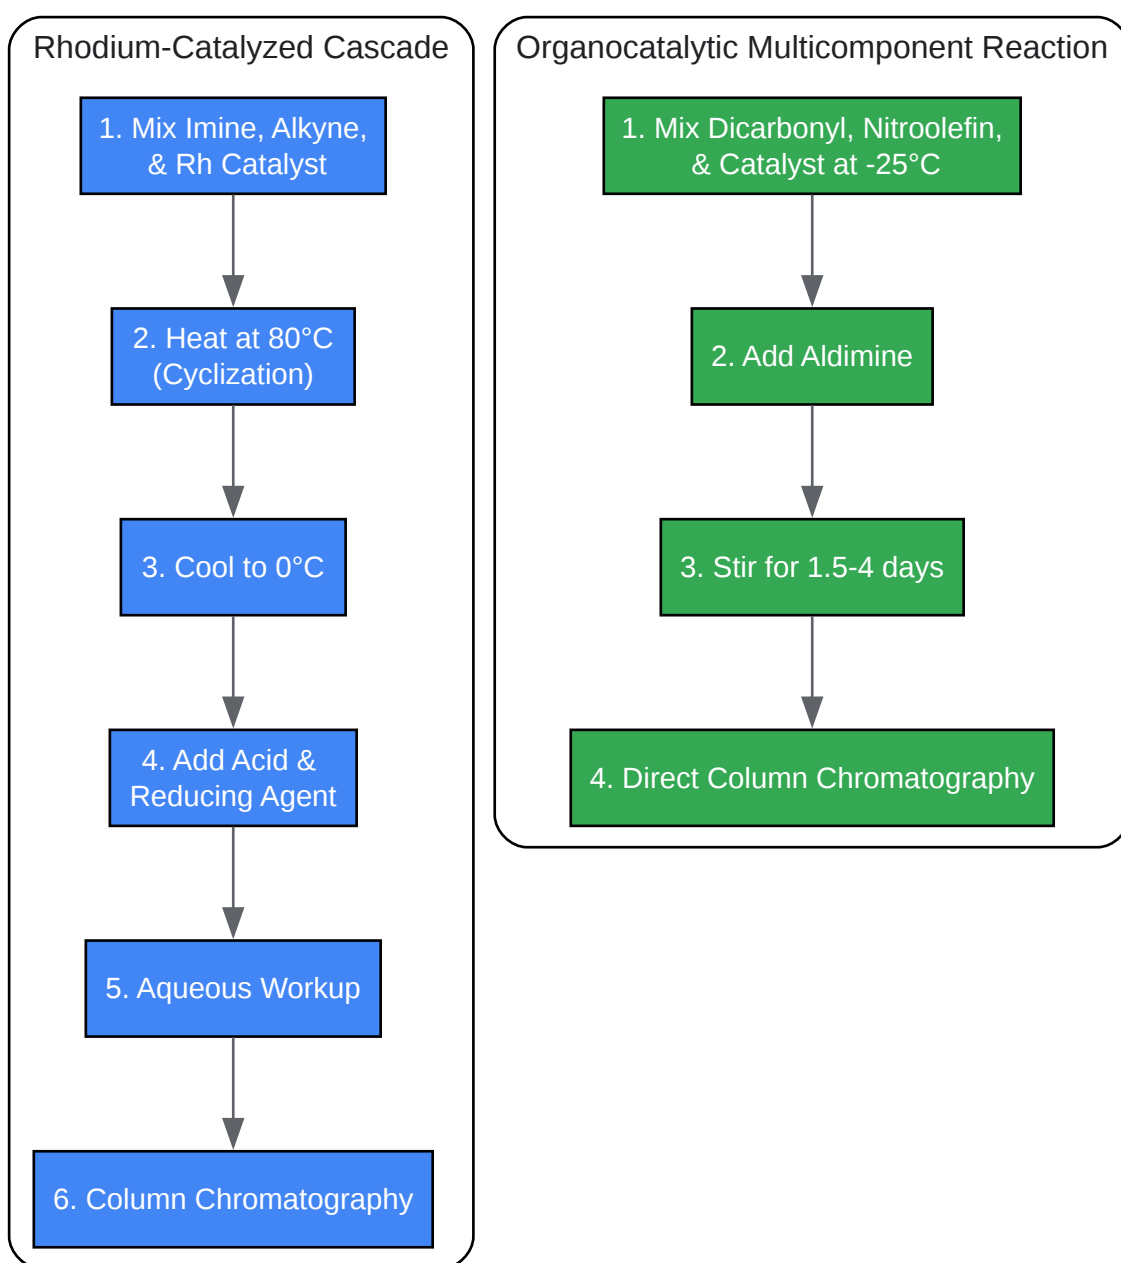 Rhodium-Catalyzed Cascade
1. Mix Imine, Alkyne,
& Rh Catalyst
2. Heat at 80°C
(Cyclization)
3. Cool to 0°C
4. Add Acid &
Reducing Agent
5. Aqueous Workup
6. Column Chromatography
Organocatalytic Multicomponent Reaction
1. Mix Dicarbonyl, Nitroolefin,
& Catalyst at -25°C
2. Add Aldimine
3. Stir for 1.5-4 days
4. Direct Column Chromatography